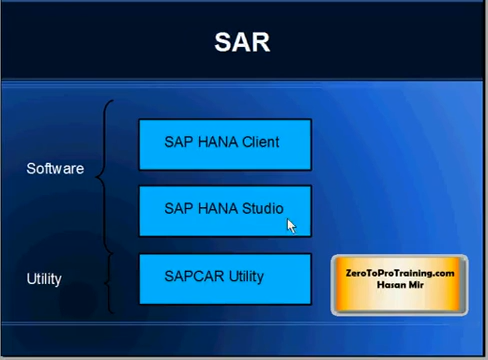 SAR
Software
SAP HANA Client
SAP HANA Studio
Utility
SAPCAR Utility
ZeroToProTraining.com
Hasan Mir